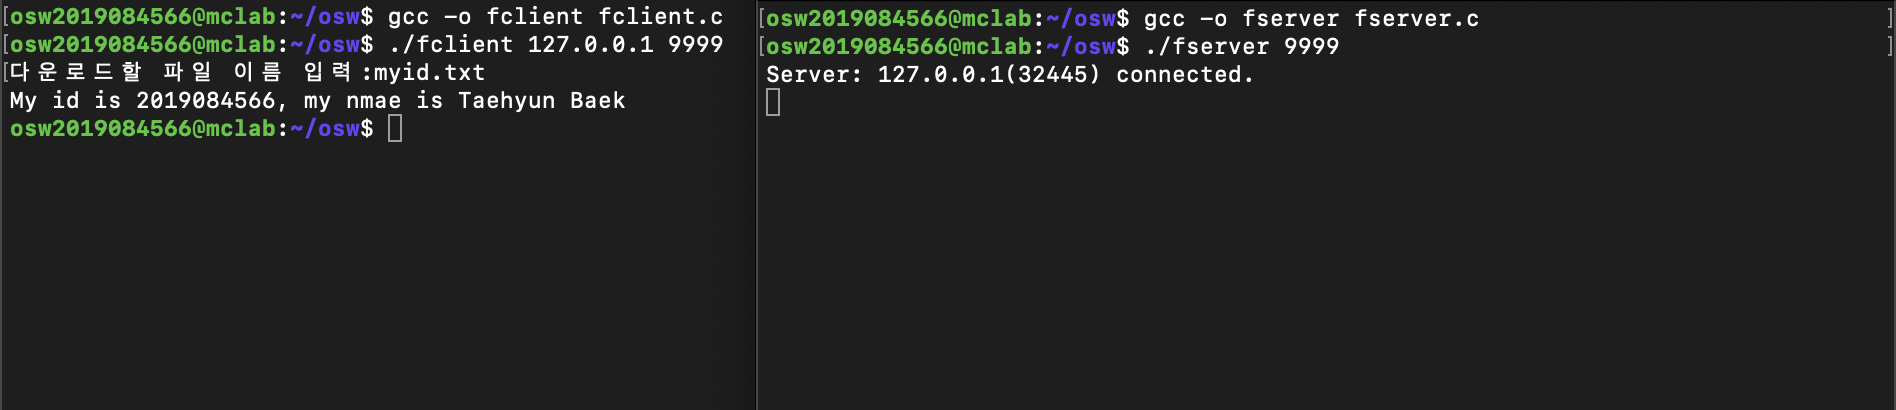 osw2019084566@mclab:~/osw$ gcc -o fclient fclient.c
osw2019084566@mclab:~/osw$ ./fclient 127.0.0.1 9999
다운로드할 파일 이름 입력:myid.txt
My id is 2019084566, my nmae is Taehyun Baek
osw2019084566@mclab:~/osw$
osw2019084566@mclab:~/osw$ gcc -o fserver fserver.c
osw2019084566@mclab:~/osw$ ./fserver 9999
Server: 127.0.0.1(32445) connected.